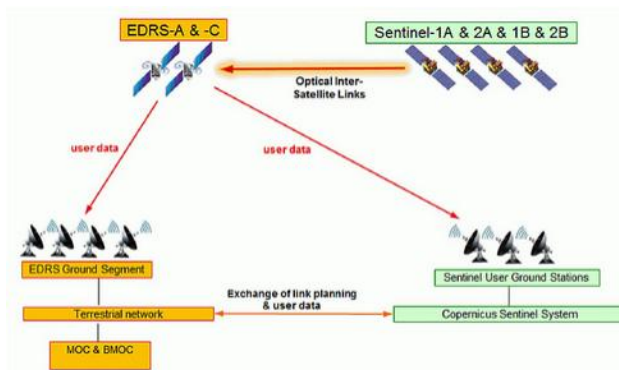 EDRS-A & -C
Sentinel-1A & 2A & 1B & 2B
Optical Inter-
Satellite Links
user data
user data
EDRS Ground Segment
Sentinel User Ground Stations
Exchange of link planning
& user data
Terrestrial network
Copernicus Sentinel System
MOC & BMOC